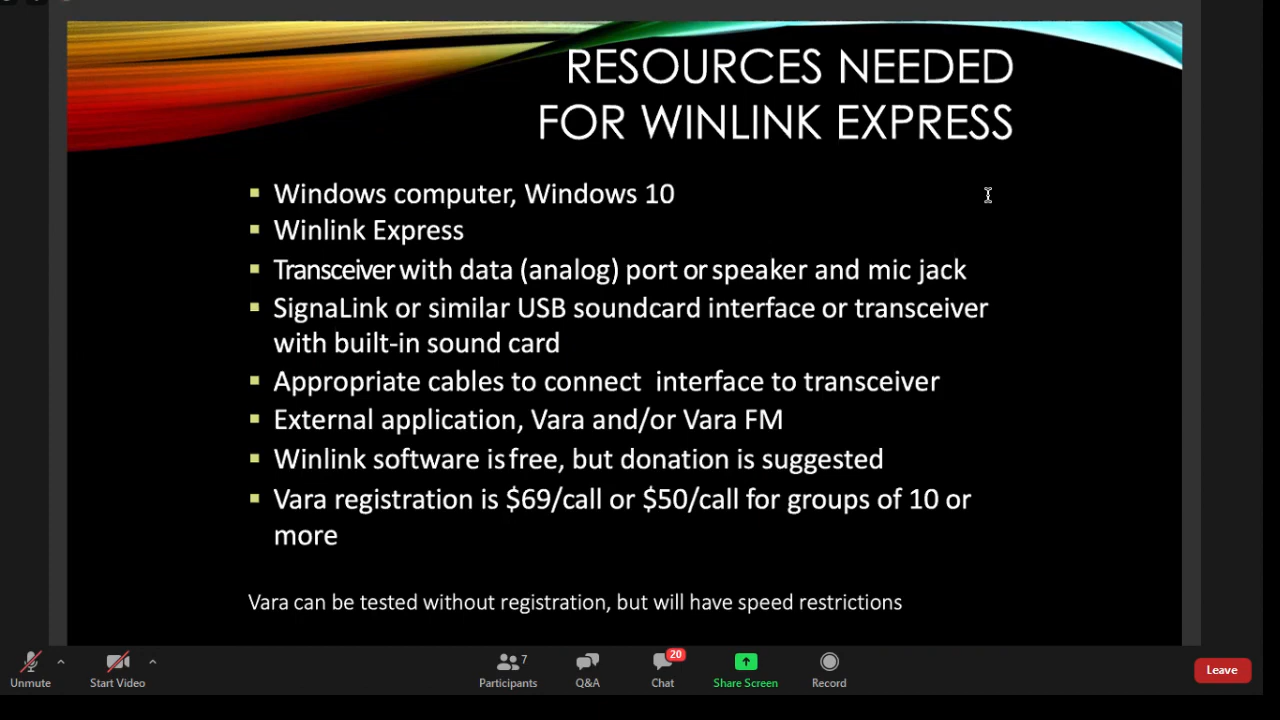 RESOURCES NEEDED
FOR WINLINK EXPRESS
Windows computer, Windows 10
Winlink Express
Transceiver with data (analog) port or speaker and mic jack
SignaLink or similar USB soundcard interface or transceiver
with built-in sound card
Appropriate cables to connect interface to transceiver
External application, Vara and/or Vara FM
Winlink software is free, but donation is suggested
Vara registration is $69/call or $50/call for groups of 10 or
more
Vara can be tested without registration, but will have speed restrictions
7
20
Unmute
Start Video
Participants
Q&A
Chat
Share Screen
Record
Leave